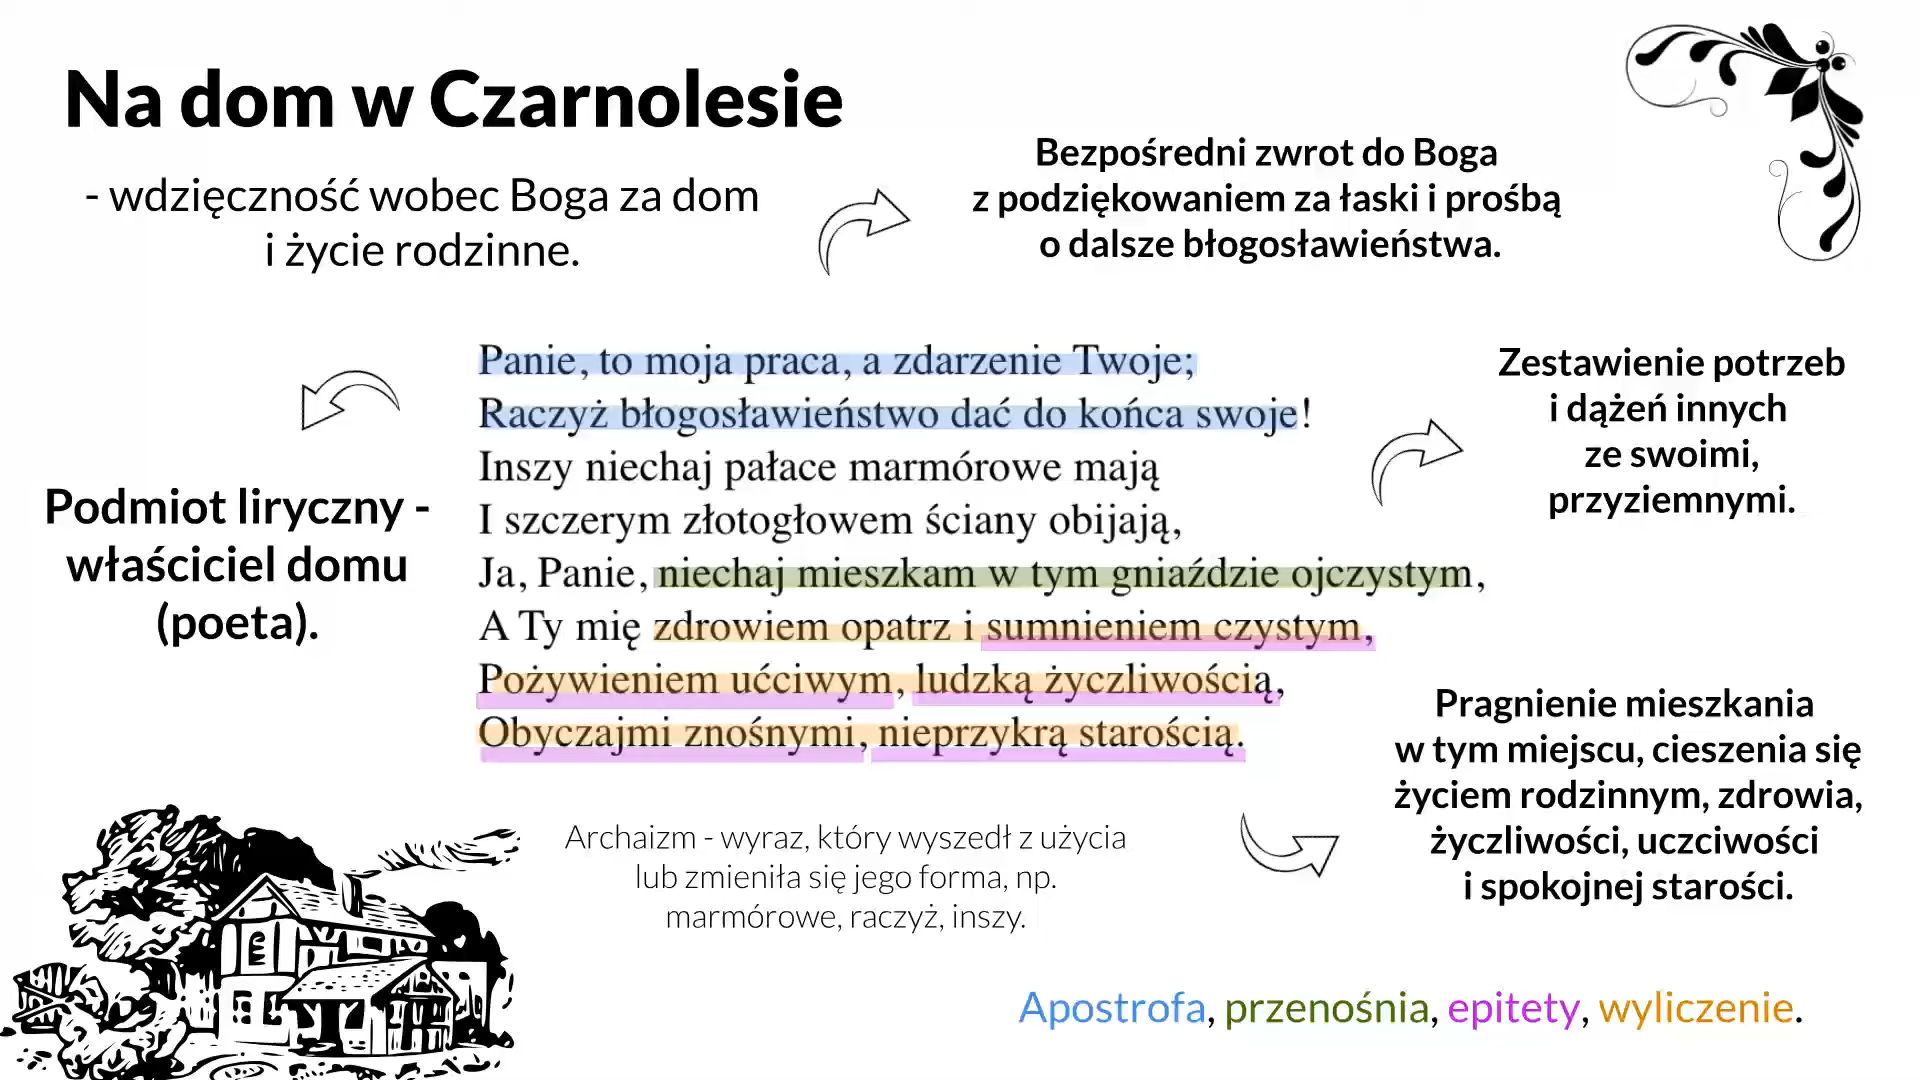 Na dom w Czarnolesie
- wdzięczność wobec Boga za dom
i życie rodzinne.
Bezpośredni zwrot do Boga
z podziękowaniem za łaski i prośbą
o dalsze błogosławieństwa.
Panie, to moja praca, a zdarzenie Twoje;
Raczyż błogosławieństwo dać do końca swoje!
Inszy niechaj pałace marmórowe mają
I szczerym złotogłowem ściany obijają,
Ja, Panie, niechaj mieszkam w tym gniaździe ojczystym,
A Ty mię zdrowiem opatrz i sumnieniem czystym,
Pożywieniem ućciwym, ludzką życzliwością,
Obyczajmi znośnymi, nieprzykrą starością.
Podmiot liryczny -
właściciel domu
(poeta).
Zestawienie potrzeb
i dążeń innych
ze swoimi,
przyziemnymi.
Pragnienie mieszkania
w tym miejscu, cieszenia się
życiem rodzinnym, zdrowia,
życzliwości, uczciwości
i spokojnej starości.
Archaizm - wyraz, który wyszedł z użycia
lub zmieniła się jego forma, np.
marmórowe, raczyż, inszy.
Apostrofa, przenośnia, epitety, wyliczenie.